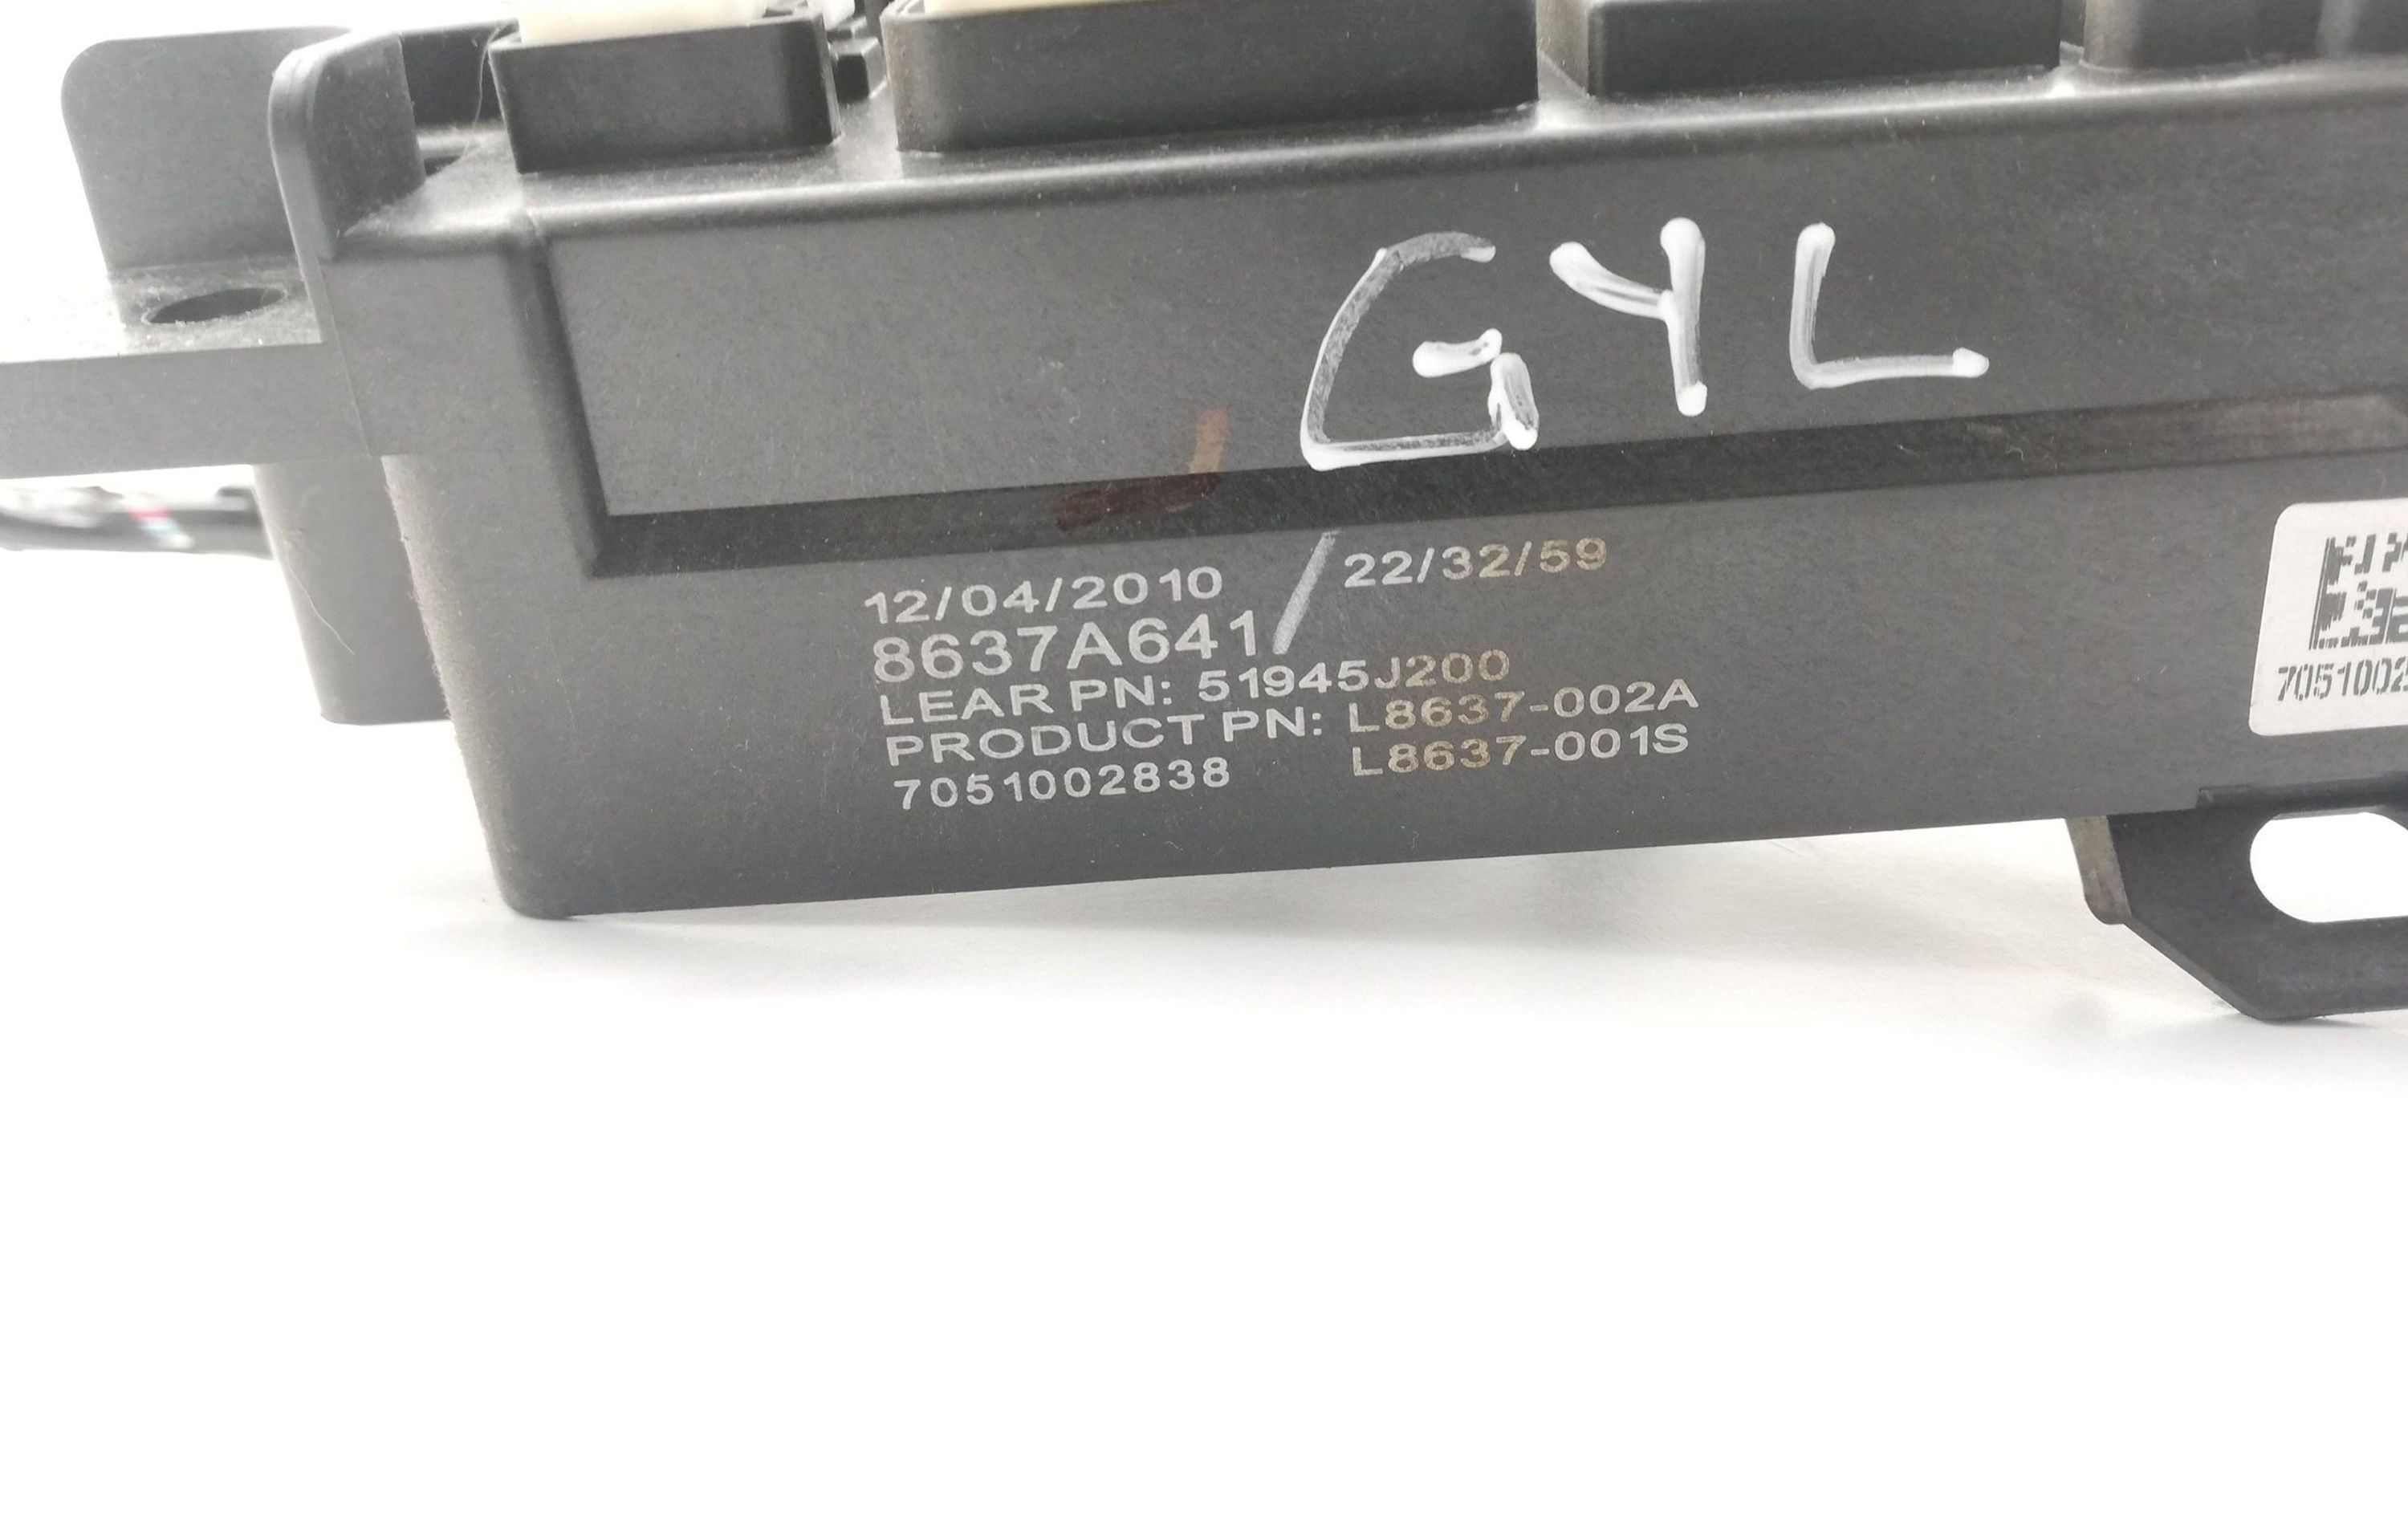 GYL
12/04/2010 22/32/59
8637A641
LEAR PN: 51945J200
PRODUCT PN: L8637-002A
7051002838 L8637-001S